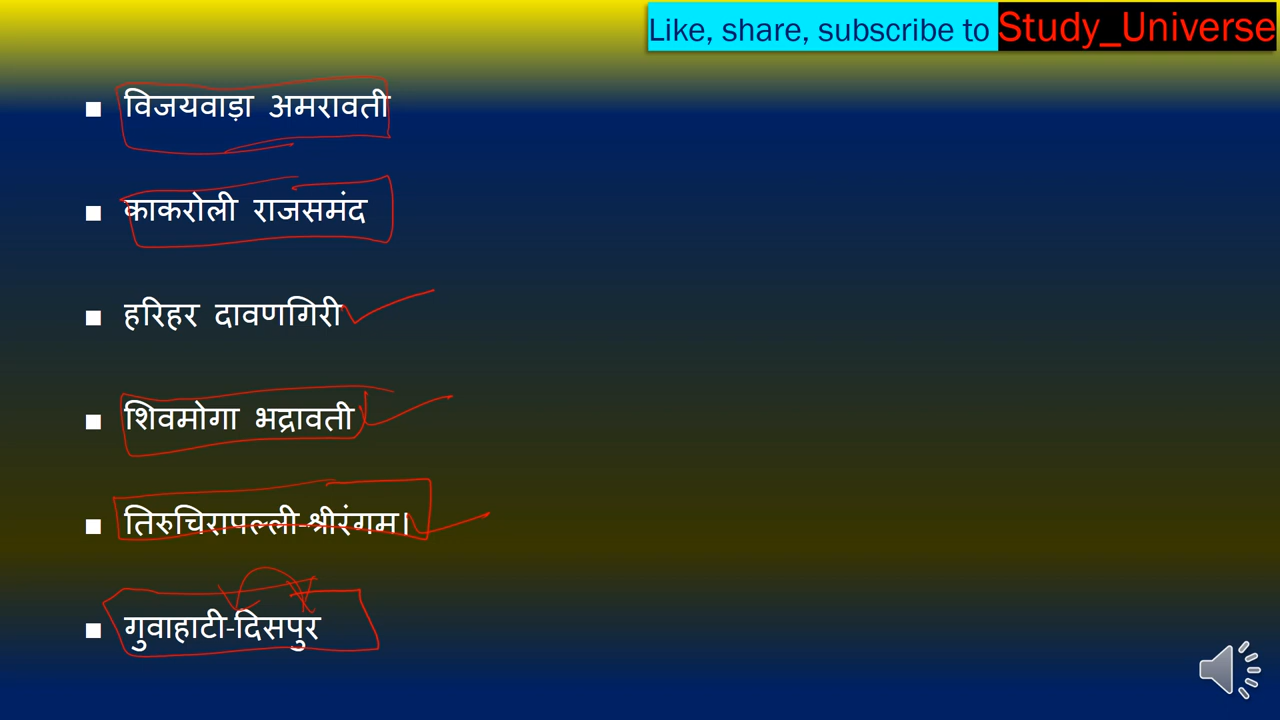 Like, share, subscribe to Study_Universe
विजयवाड़ा अमरावती
काकरोली राजसमंद
हरिहर दावणगिरी
शिवमोगा भद्रावती
तिरुचिरापल्ली-श्रीरंगम।
गुवाहाटी-दिसपुर